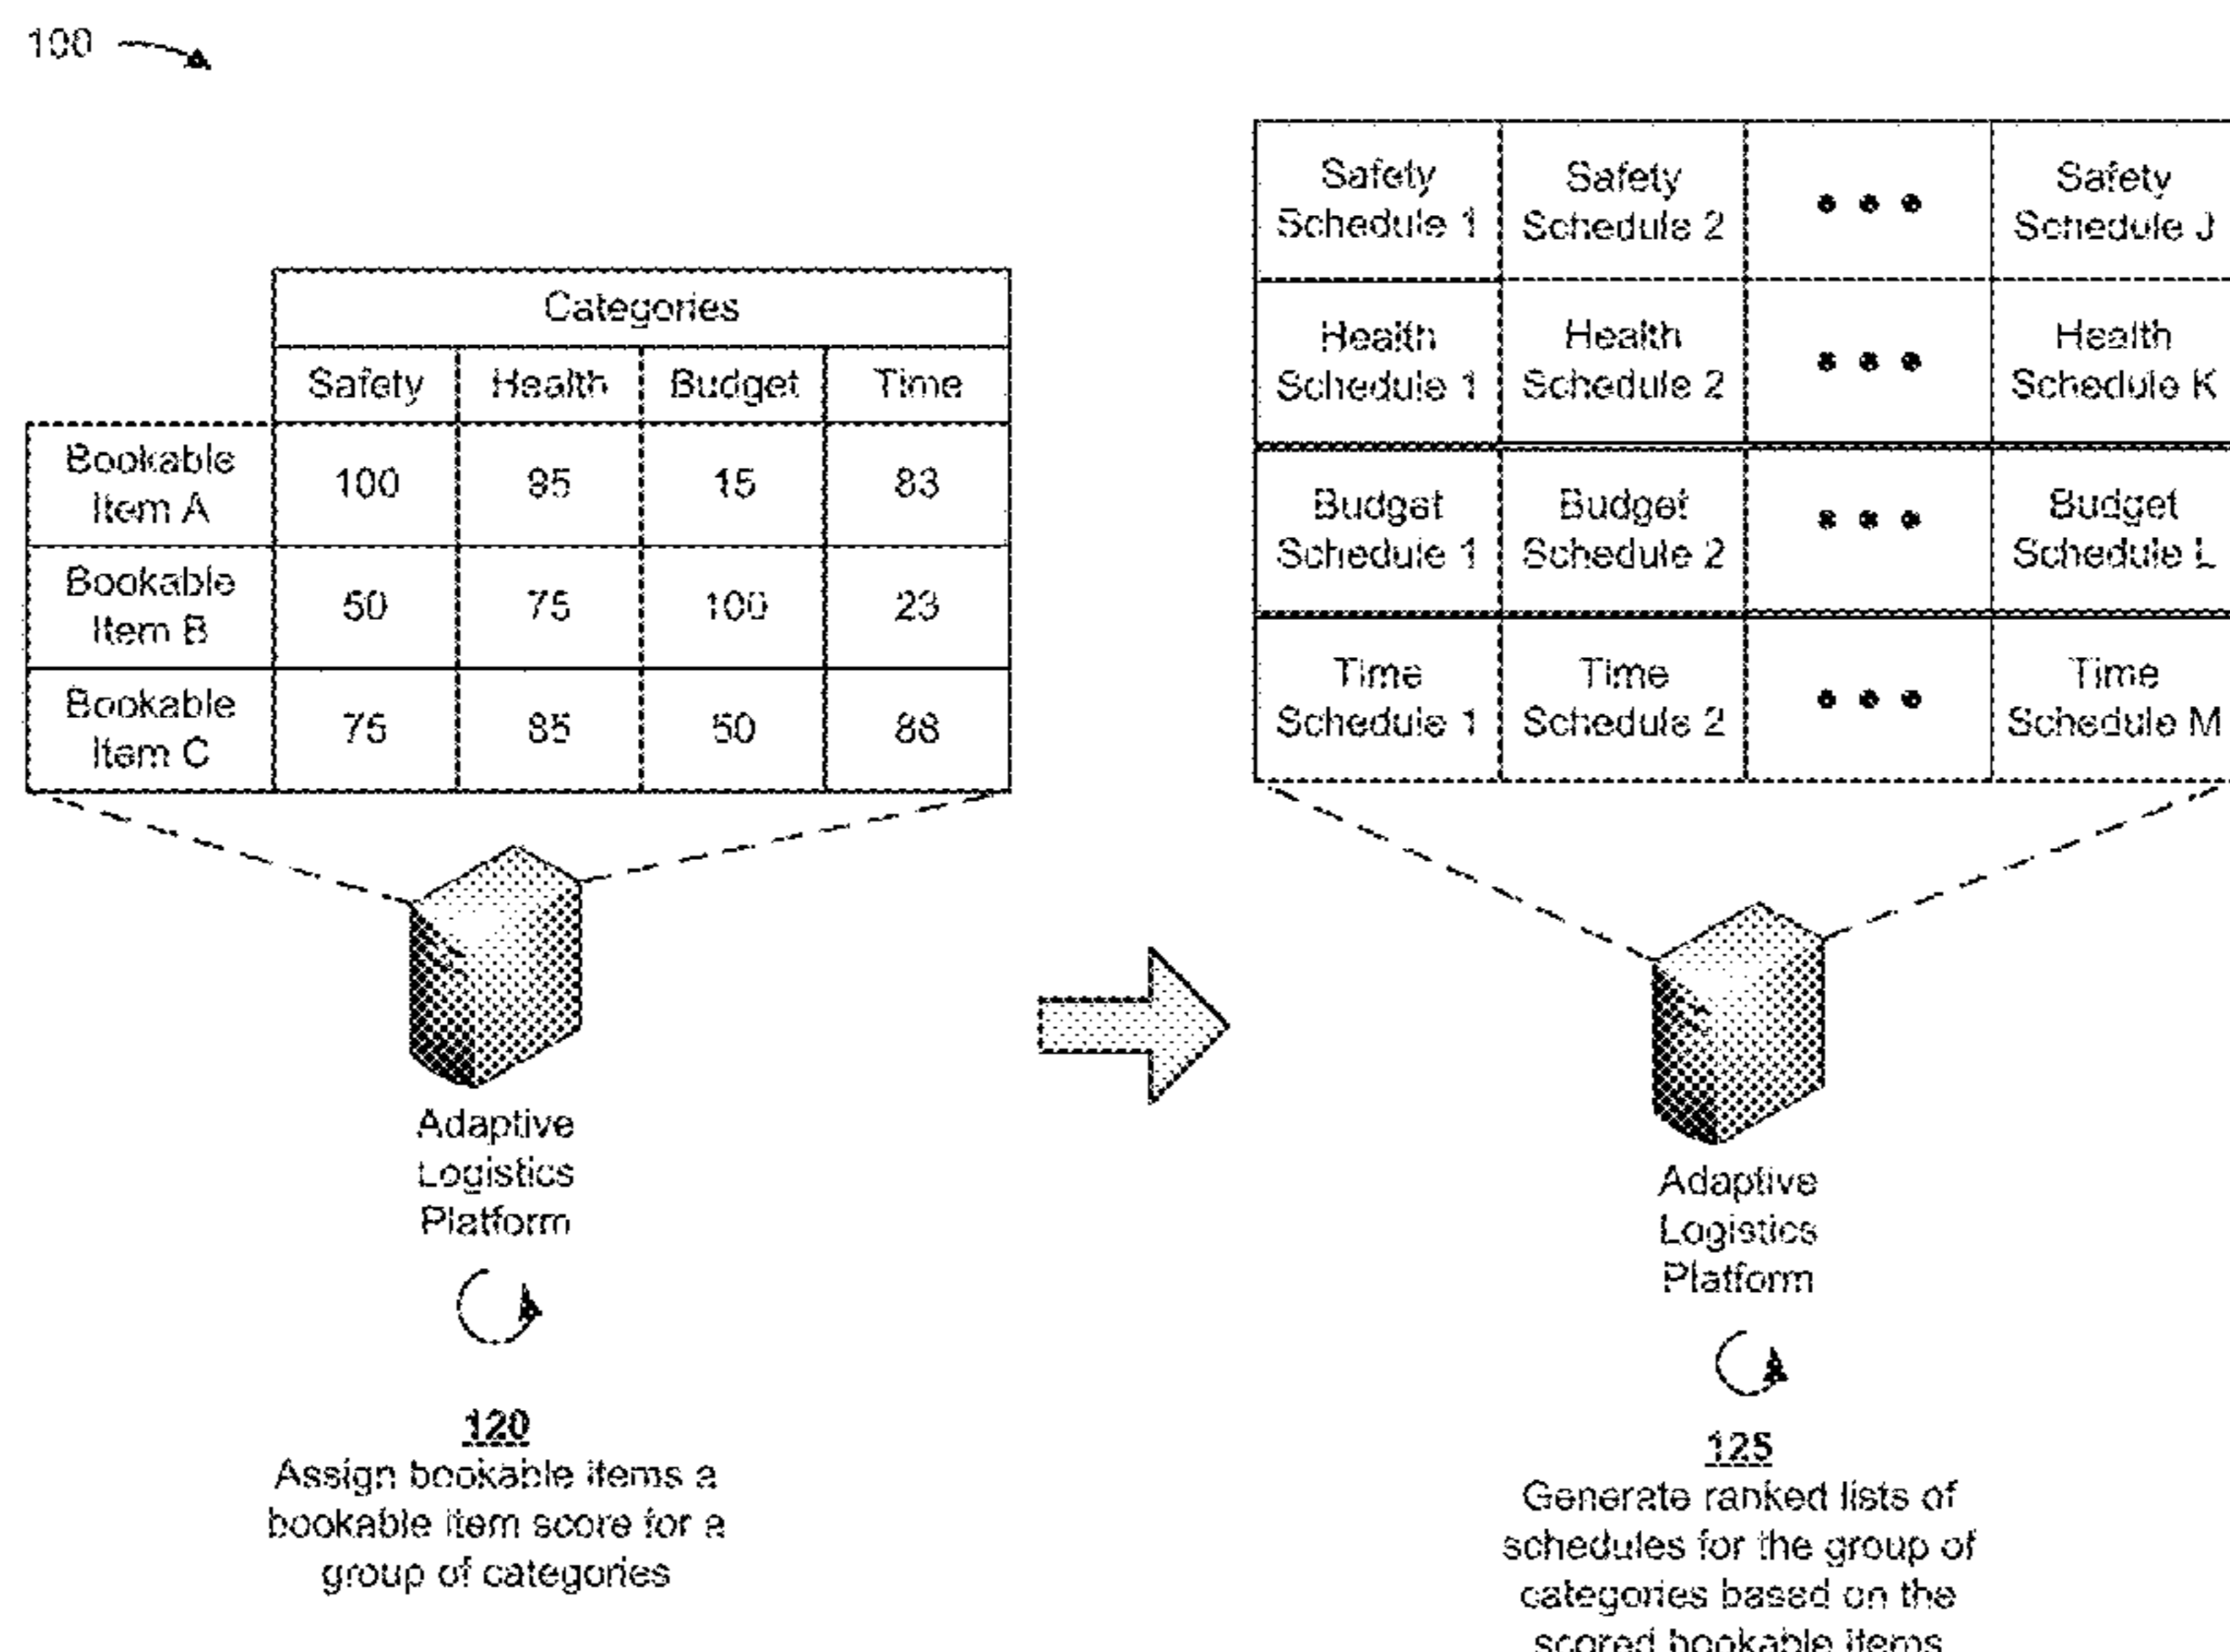 100
Categories
Safety Health Budget Time
Bookable Item A 100 95 15 83
Bookable Item B 50 75 100 23
Bookable Item C 75 85 50
Adaptive
Logistics
Platform
120
Assign bookable items a
bookable item score for a
group of categories
Safety Schedule 1 Safety Schedule 2 Safety Schedule J
Health Schedule 1 Health Schedule 2 Health Schedule K
Budget Schedule 1 Budget Schedule 2 Budget Schedule L
Time Schedule 1 Time Schedule 2 Time Schedule M
Adaptive
Logistics
Platform
125
Generate ranked lists of
schedules for the group of
categories based on the
scored bookable items